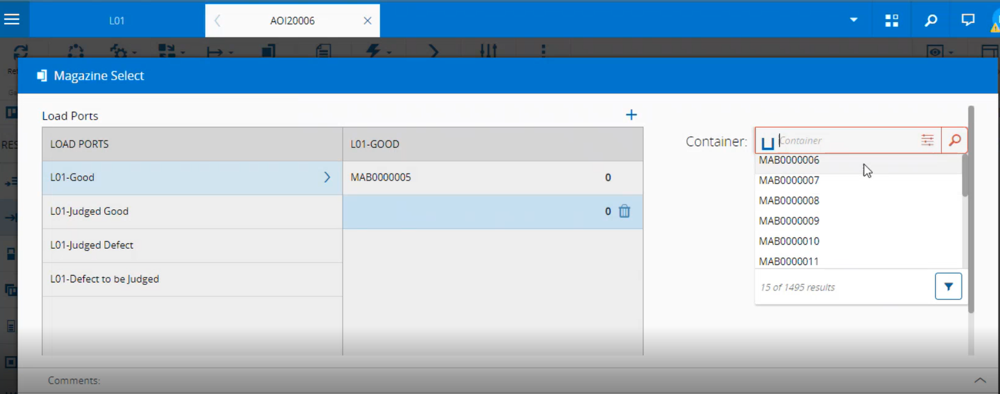 L01
AOI20006
Magazine Select
Load Ports
LOAD PORTS
L01-GOOD
L01-Good
MAB0000005 0
L01-Judged Good
0
L01-Judged Defect
L01-Defect to be Judged
Container: Container
MAB0000006
MAB0000007
MAB0000008
MAB0000009
MAB0000010
MAB0000011
15 of 1495 results
Comments: